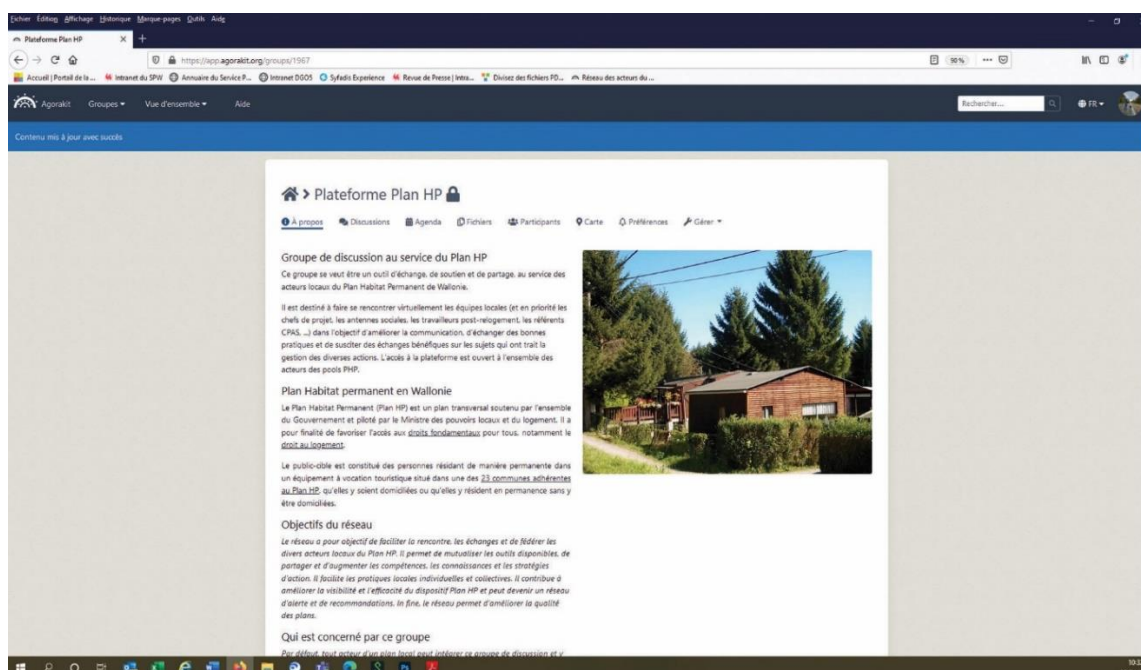 Fichier Édition Affichage Historique Marque-pages Outils Aide
Plateforme Plan HP
https://app.agorakit.org/groups/1967
90%
Accueil | Portail de la ... Intranet du SPW Annuaire du Service P... Intranet DGO5 Syfadis Experience Revue de Presse | Intra... Divisez des fichiers PD... Réseau des acteurs du ...
Agorakit Groupes Vue d'ensemble Aide
Rechercher...
FR
Contenu mis à jour avec succès
> Plateforme Plan HP
À propos Discussions Agenda Fichiers Participants Carte Préférences Gérer
Groupe de discussion au service du Plan HP
Ce groupe se veut être un outil d'échange, de soutien et de partage, au service des
acteurs locaux du Plan Habitat Permanent de Wallonie.
Il est destiné à faire se rencontrer virtuellement les équipes locales (et en priorité les
chefs de projet, les antennes sociales, les travailleurs post-relogement, les référents
CPAS, ...) dans l'objectif d'améliorer la communication, d'échanger des bonnes
pratiques et de susciter des échanges bénéfiques sur les sujets qui ont trait la
gestion des diverses actions. L'accès à la plateforme est ouvert à l'ensemble des
acteurs des pools PHP.
Plan Habitat permanent en Wallonie
Le Plan Habitat Permanent (Plan HP) est un plan transversal soutenu par l'ensemble
du Gouvernement et piloté par le Ministre des pouvoirs locaux et du logement. Il a
pour finalité de favoriser l'accès aux droits fondamentaux pour tous, notamment le
droit au logement.
Le public-cible est constitué des personnes résidant de manière permanente dans
un équipement à vocation touristique situé dans une des 23 communes adhérentes
au Plan HP, qu'elles y soient domiciliées ou qu'elles y résident en permanence sans y
être domiciliées.
Objectifs du réseau
Le réseau a pour objectif de faciliter la rencontre, les échanges et de fédérer les
divers acteurs locaux du Plan HP. Il permet de mutualiser les outils disponibles, de
partager et d'augmenter les compétences, les connaissances et les stratégies
d'action. Il facilite les pratiques locales individuelles et collectives. Il contribue à
améliorer la visibilité et l'efficacité du dispositif Plan HP et peut devenir un réseau
d'alerte et de recommandations. In fine, le réseau permet d'améliorer la qualité
des plans.
Qui est concerné par ce groupe
Par défaut, tout acteur d'un plan local peut intégrer ce groupe de discussion et y